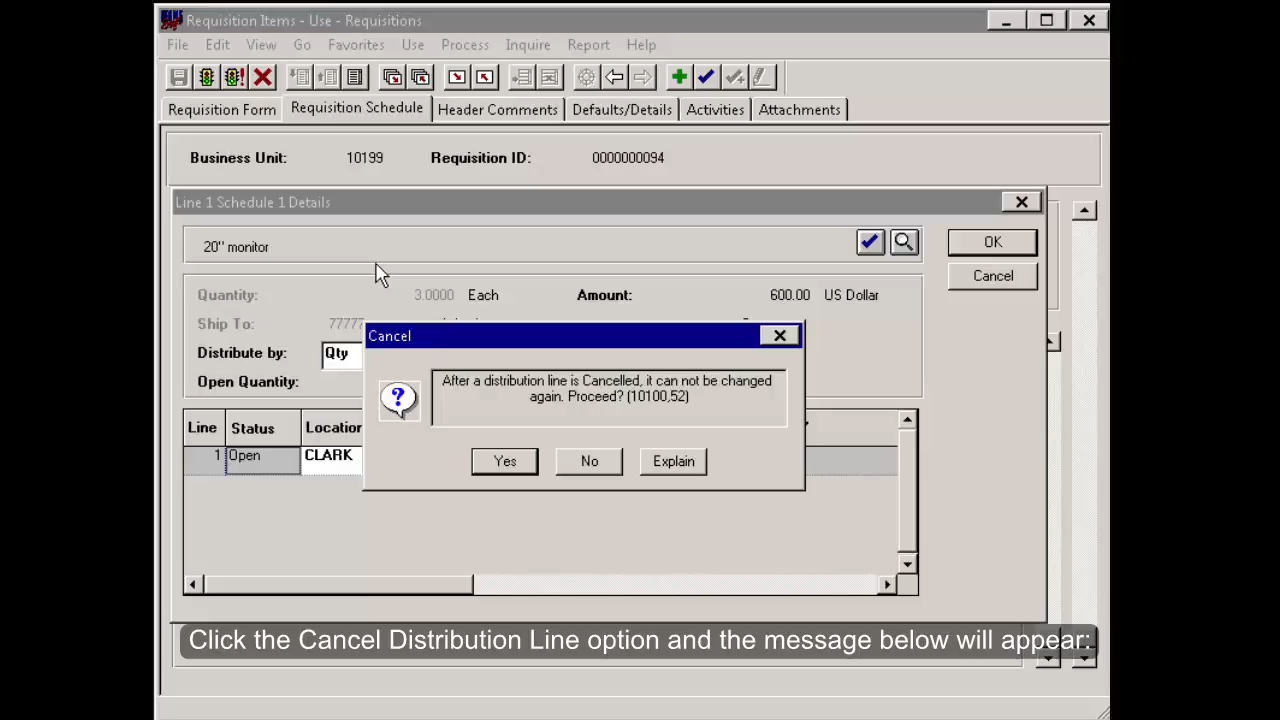 Requisition Items - Use - Requisitions
File Edit View Go Favorites Use Process Inquire Report Help
Requisition Form Requisition Schedule Header Comments Defaults/Details Activities Attachments
Business Unit: 10199 Requisition ID: 0000000094
Line 1 Schedule 1 Details
20" monitor
OK
Cancel
Quantity: 3.0000 Each Amount: 600.00 US Dollar
Ship To: 77777
Distribute by: Qty
Open Quantity:
Cancel
After a distribution line is Cancelled, it can not be changed
again. Proceed? (10100,52)
Yes No Explain
Line Status Location
1 Open CLARK
Click the Cancel Distribution Line option and the message below will appear: